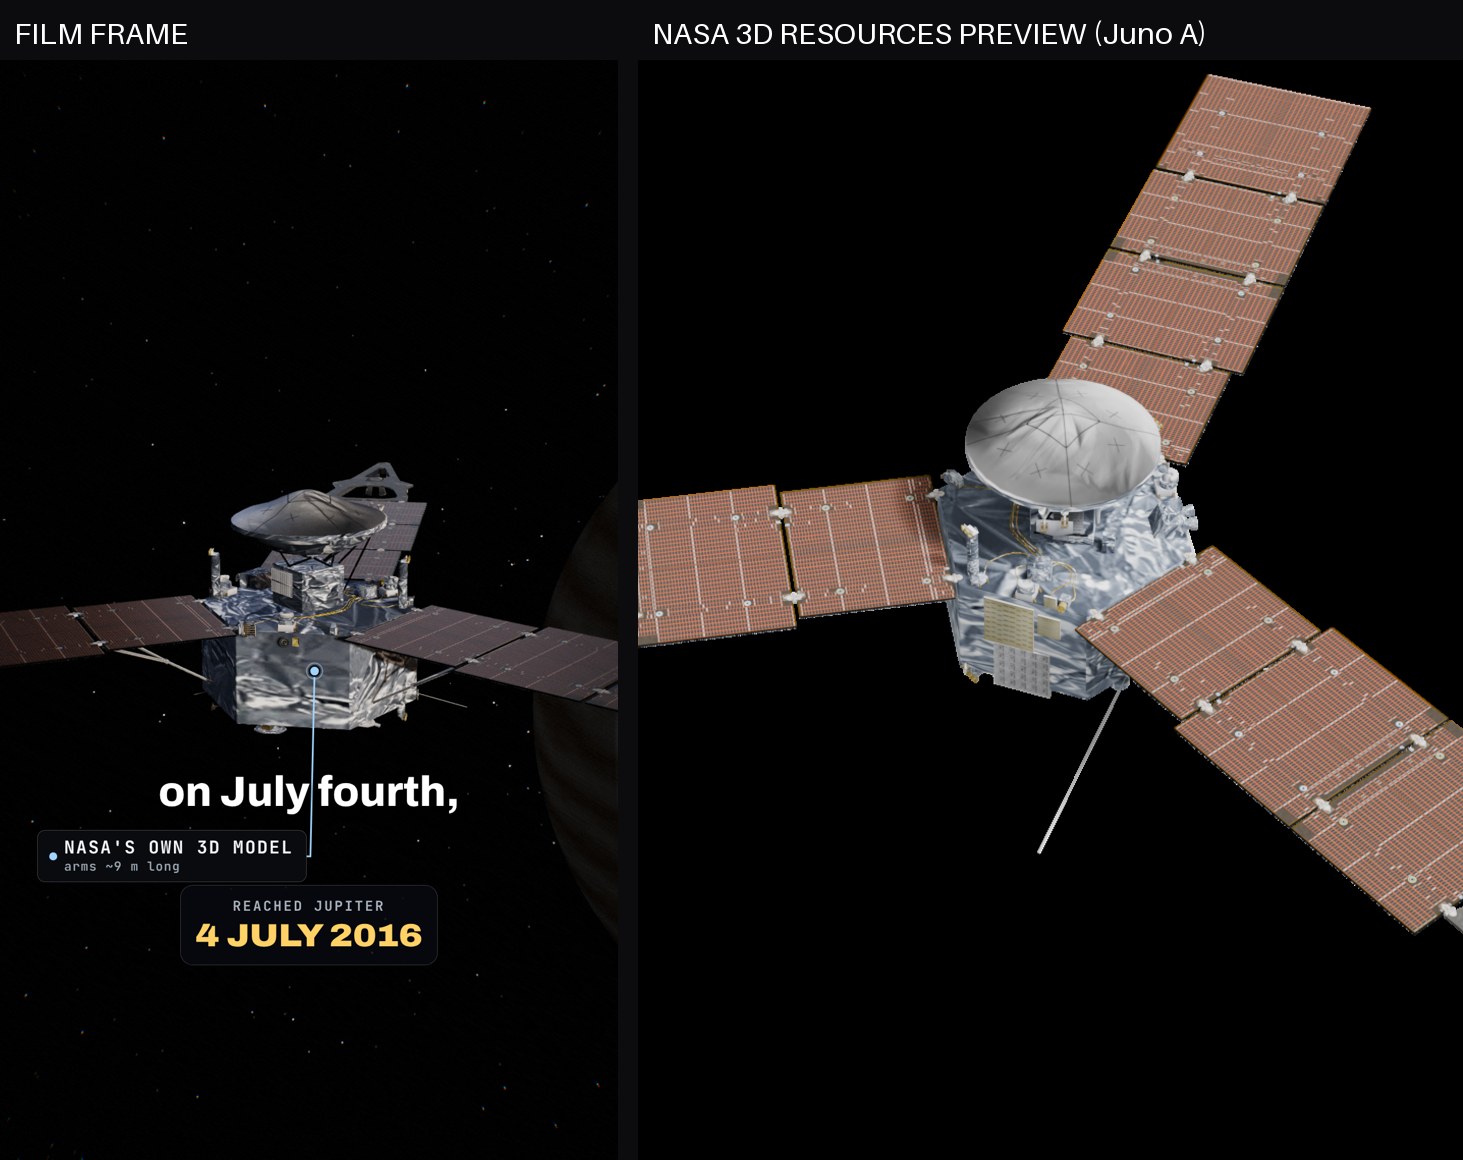 FILM FRAME
NASA 3D RESOURCES PREVIEW (Juno A)
on July fourth,
NASA'S OWN 3D MODEL
arms ~9 m long
REACHED JUPITER
4 JULY 2016